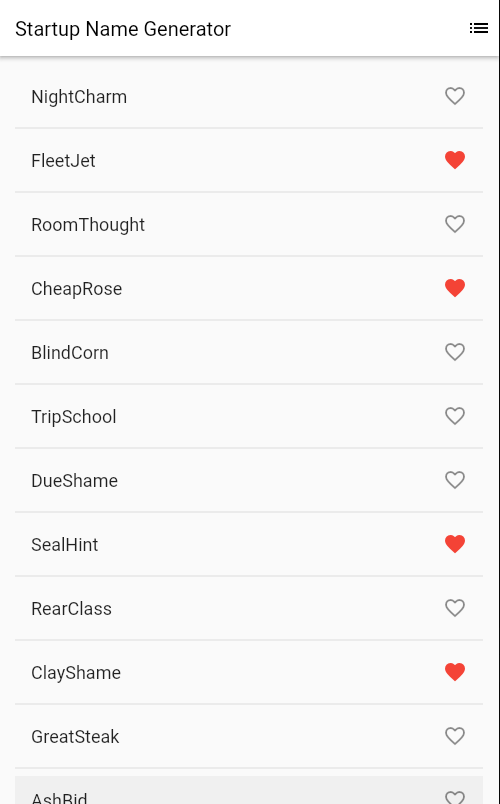 Startup Name Generator
NightCharm
FleetJet
RoomThought
CheapRose
BlindCorn
TripSchool
DueShame
SealHint
RearClass
ClayShame
GreatSteak
AshBid